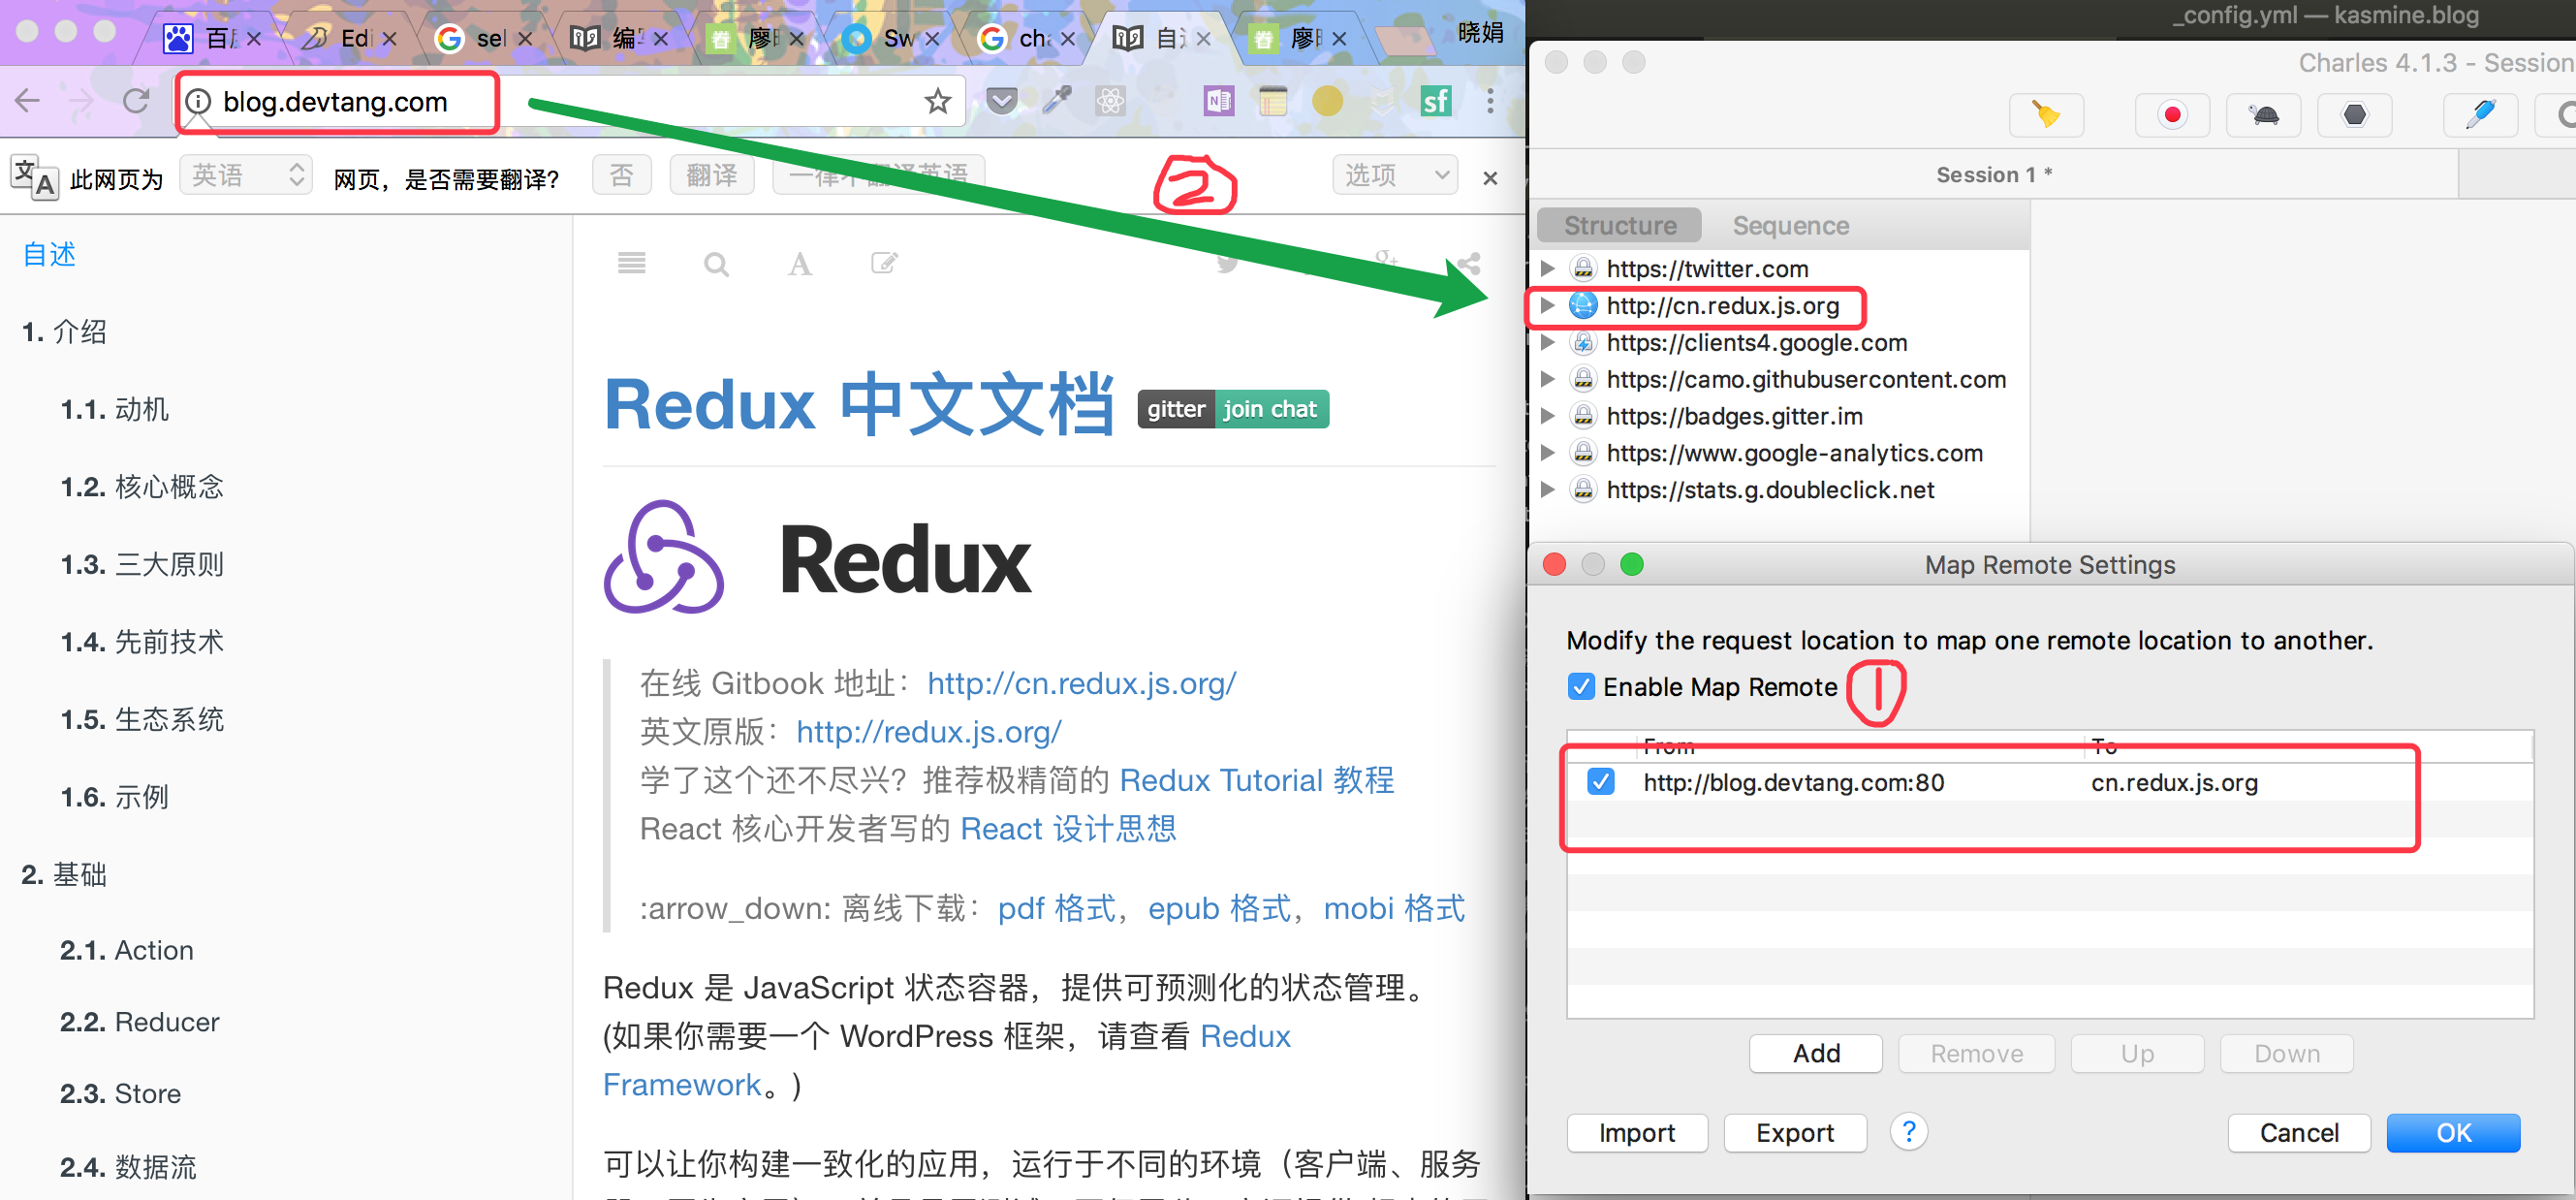 百度
Edi
sel
编写
廖
Sw
cha
自述
廖
晓娟
blog.devtang.com
此网页为
英语
网页，是否需要翻译?
否
翻译
一律不翻译英语
选项
自述
1. 介绍
1.1. 动机
1.2. 核心概念
1.3. 三大原则
1.4. 先前技术
1.5. 生态系统
1.6. 示例
2. 基础
2.1. Action
2.2. Reducer
2.3. Store
2.4. 数据流
Redux 中文文档
gitter join chat
Redux
在线 Gitbook 地址：http://cn.redux.js.org/
英文原版：http://redux.js.org/
学了这个还不尽兴？推荐极精简的 Redux Tutorial 教程
React 核心开发者写的 React 设计思想
:arrow_down: 离线下载：pdf 格式，epub 格式，mobi 格式
Redux 是 JavaScript 状态容器，提供可预测化的状态管理。
(如果你需要一个 WordPress 框架，请查看 Redux
Framework。)
可以让你构建一致化的应用，运行于不同的环境（客户端、服务
2
_config.yml — kasmine.blog
Charles 4.1.3 - Session
Session 1 *
Structure
Sequence
https://twitter.com
http://cn.redux.js.org
https://clients4.google.com
https://camo.githubusercontent.com
https://badges.gitter.im
https://www.google-analytics.com
https://stats.g.doubleclick.net
Map Remote Settings
Modify the request location to map one remote location to another.
Enable Map Remote
1
From
To
http://blog.devtang.com:80
cn.redux.js.org
Add
Remove
Up
Down
Import
Export
?
Cancel
OK